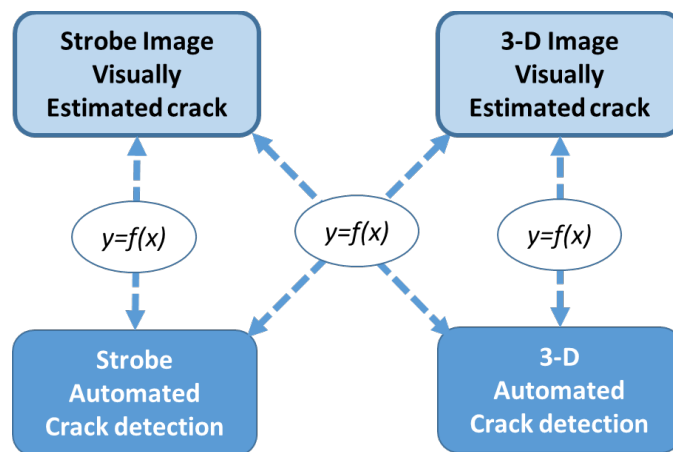 Strobe Image
Visually
Estimated crack
3-D Image
Visually
Estimated crack
y=f(x)
y=f(x)
y=f(x)
Strobe
Automated
Crack detection
3-D
Automated
Crack detection